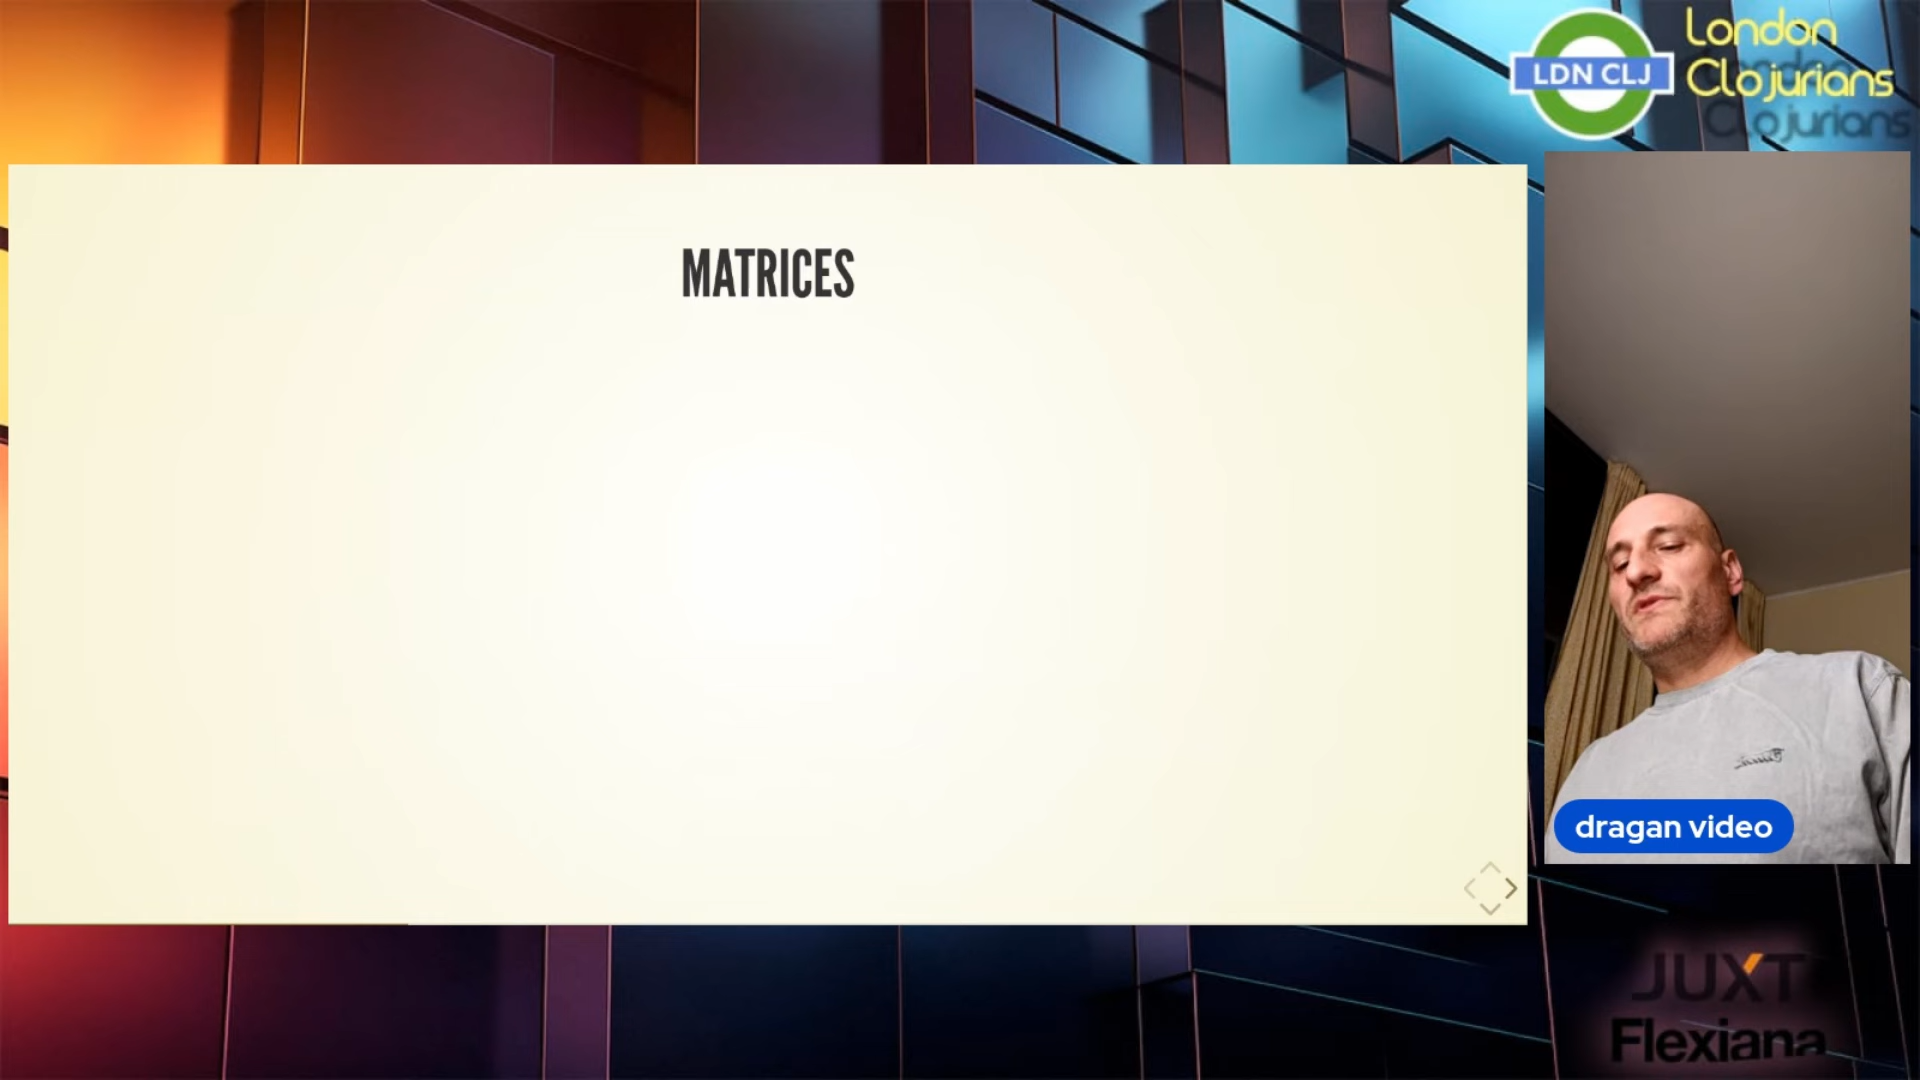 LDN CLJ
London
Clojurians
MATRICES
dragan video
JUXT
Flexiana